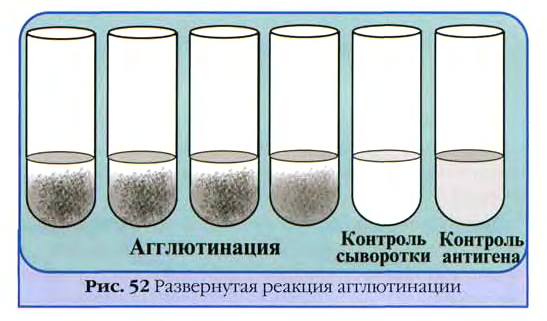 Агглютинация
Контроль сыворотки
Контроль антигена
Рис. 52 Развернутая реакция агглютинации